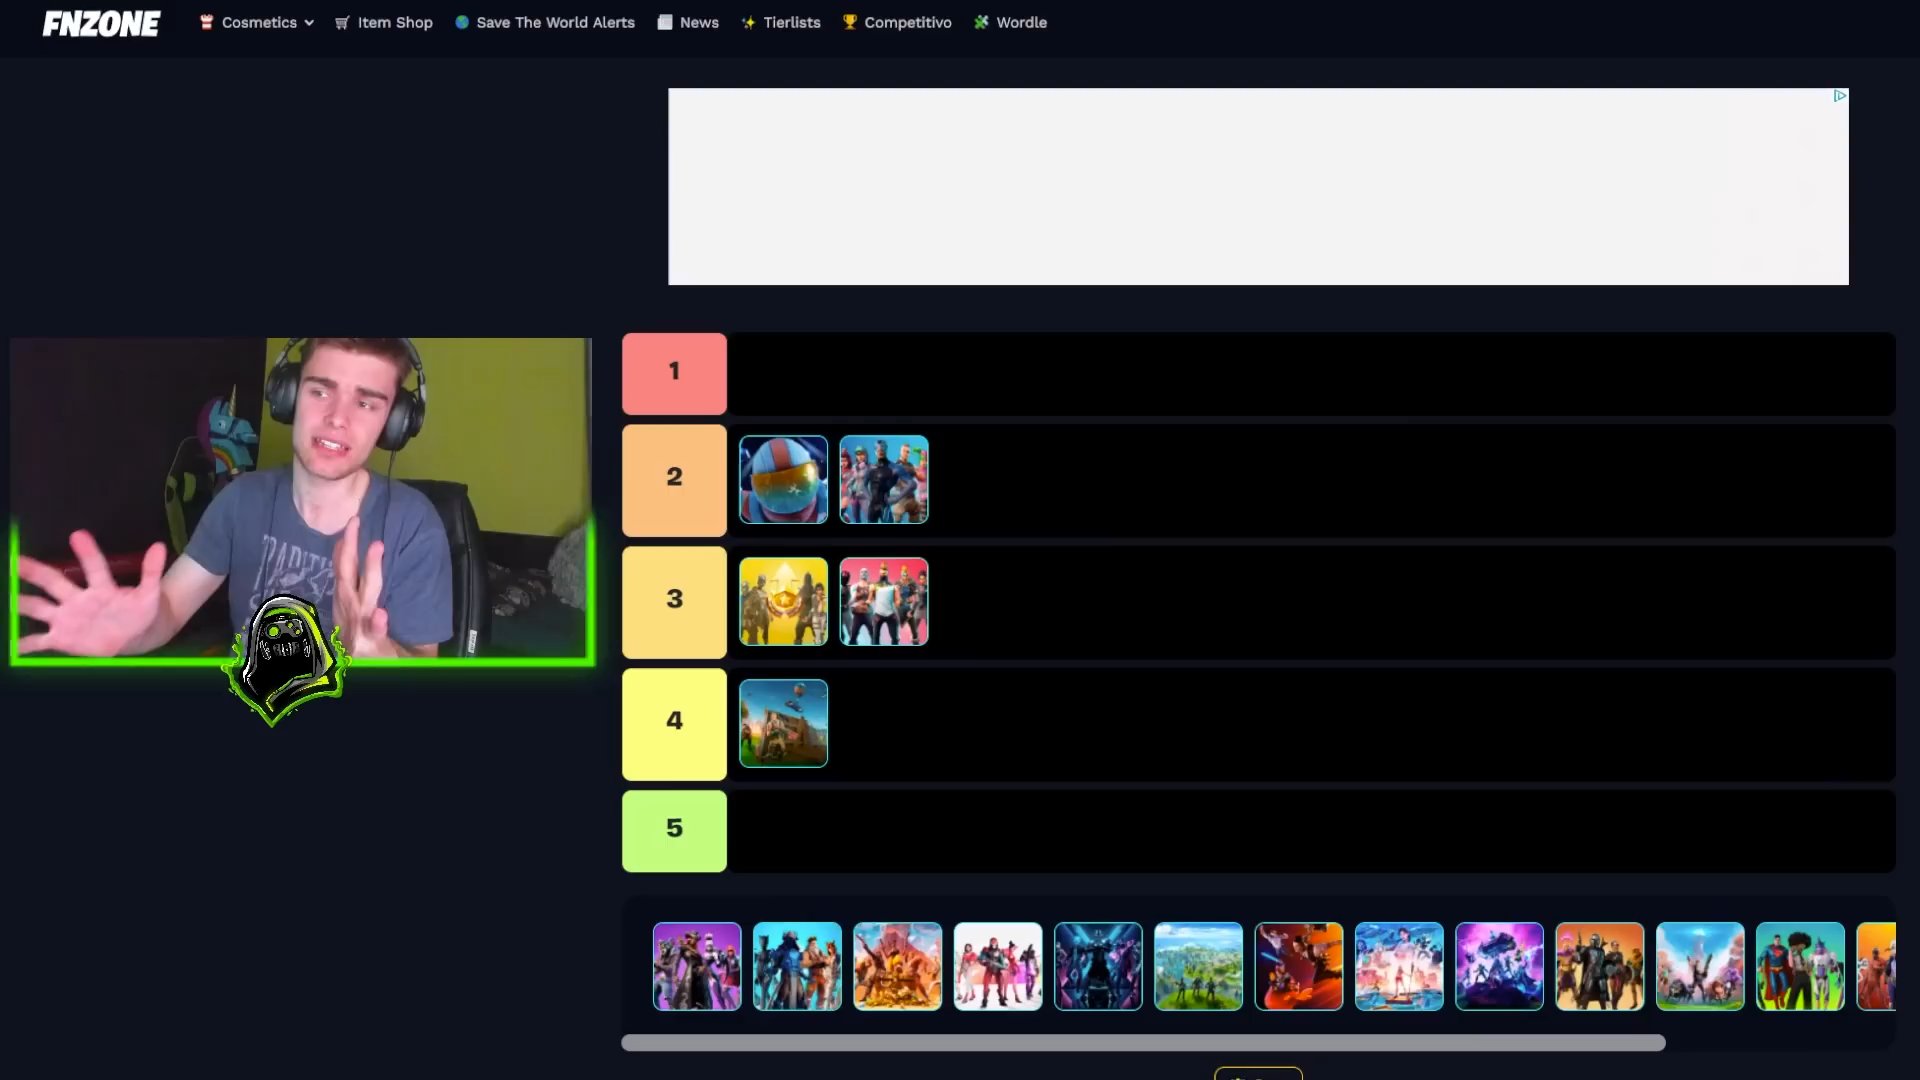 FNZONE
Cosmetics
Item Shop
Save The World Alerts
News
Tierlists
Competitivo
Wordle
1
2
3
4
5